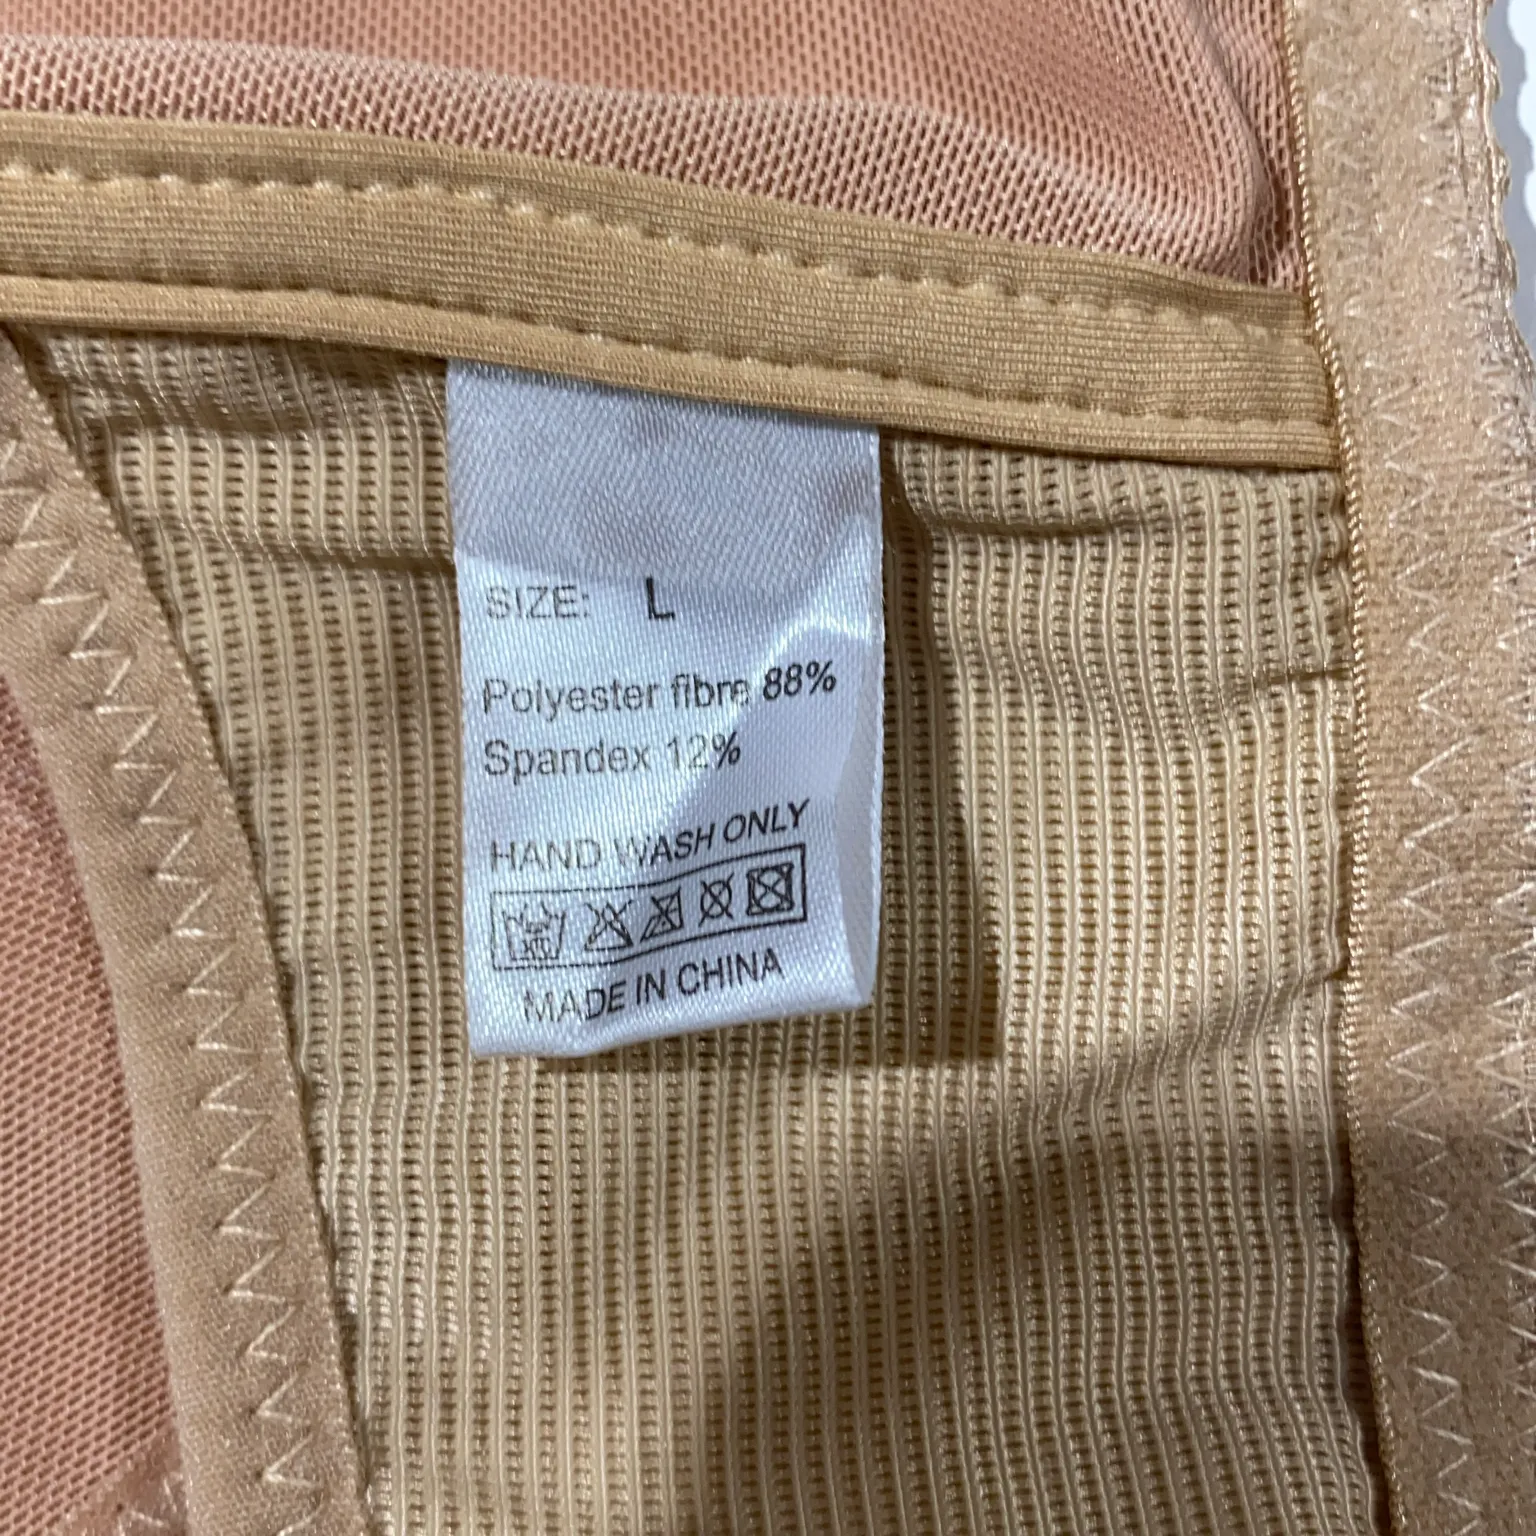 SIZE: L
Polyester fibre 88%
Spandex 12%
HAND WASH ONLY
MADE IN CHINA